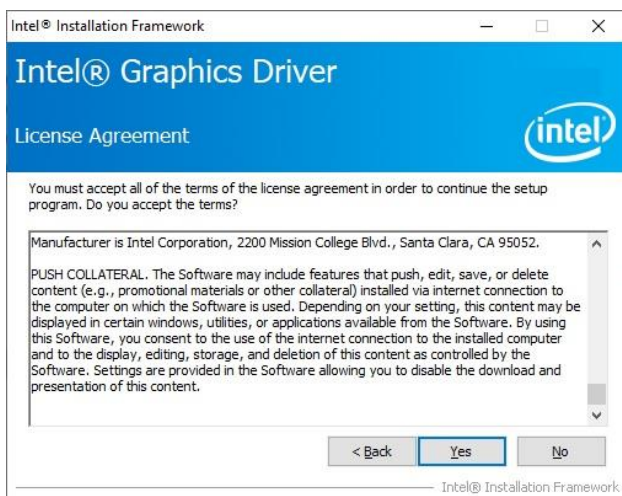 Intel® Installation Framework
Intel® Graphics Driver
License Agreement
intel
You must accept all of the terms of the license agreement in order to continue the setup
program. Do you accept the terms?
Manufacturer is Intel Corporation, 2200 Mission College Blvd., Santa Clara, CA 95052.
PUSH COLLATERAL. The Software may include features that push, edit, save, or delete
content (e.g., promotional materials or other collateral) installed via internet connection to
the computer on which the Software is used. Depending on your setting, this content may be
displayed in certain windows, utilities, or applications available from the Software. By using
this Software, you consent to the use of the internet connection to the installed computer
and to the display, editing, storage, and deletion of this content as controlled by the
Software. Settings are provided in the Software allowing you to disable the download and
presentation of this content.
< Back Yes No
Intel® Installation Framework